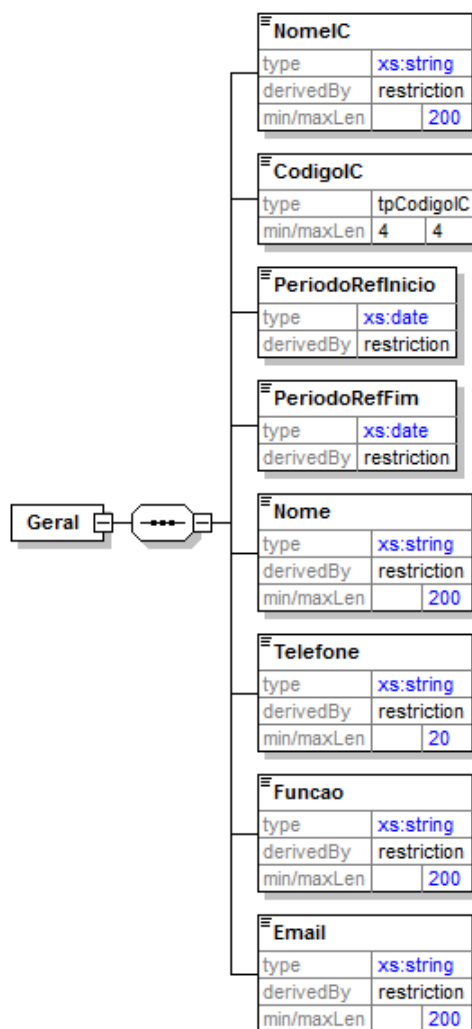 NomeIC
type xs:string
derivedBy restriction
min/maxLen 200
CodigoIC
type tpCodigoIC
min/maxLen 4 4
PeriodoRefInicio
type xs:date
derivedBy restriction
PeriodoRefFim
type xs:date
derivedBy restriction
Geral
Nome
type xs:string
derivedBy restriction
min/maxLen 200
Telefone
type xs:string
derivedBy restriction
min/maxLen 20
Funcao
type xs:string
derivedBy restriction
min/maxLen 200
Email
type xs:string
derivedBy restriction
min/maxLen 200